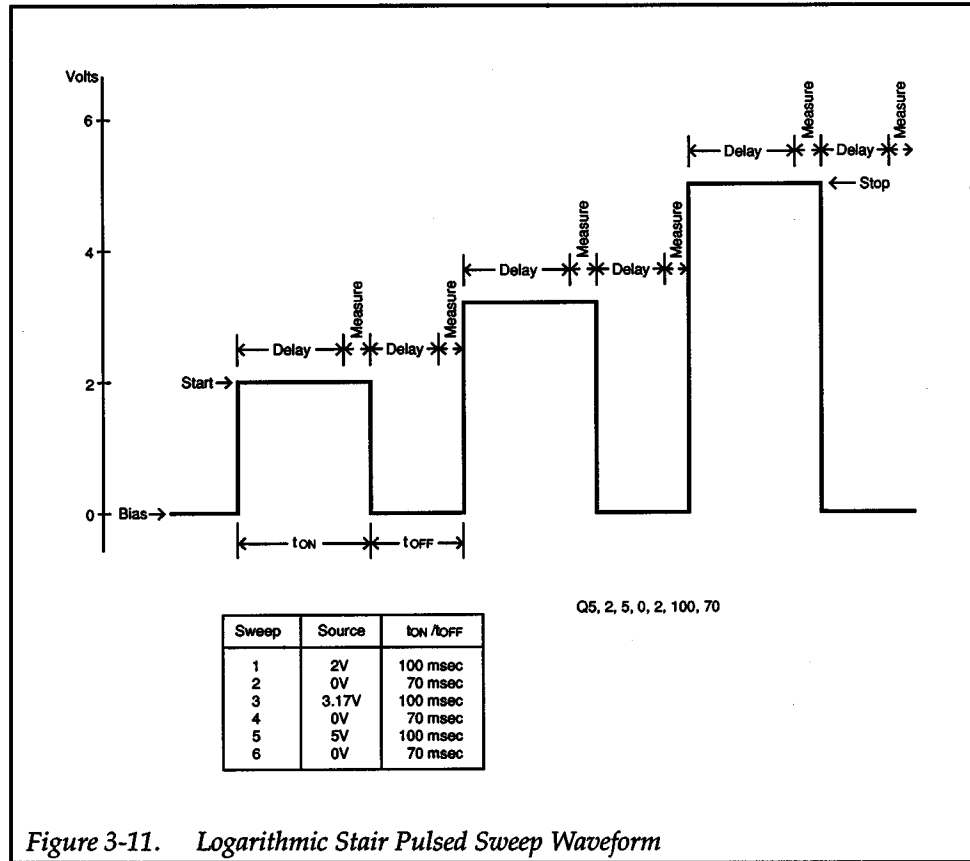 Volts
6
4
2
0
Measure
Measure
Delay
Delay
Stop
Measure
Measure
Delay
Delay
Measure
Measure
Delay
Delay
Start
Bias
tON
tOFF
Q5, 2, 5, 0, 2, 100, 70
Sweep Source tON /tOFF
1 2V 100 msec
2 0V 70 msec
3 3.17V 100 msec
4 0V 70 msec
5 5V 100 msec
6 0V 70 msec
Figure 3-11. Logarithmic Stair Pulsed Sweep Waveform